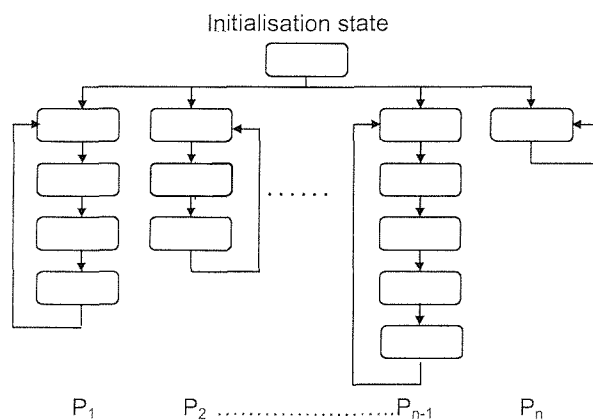 Initialisation state
. . . . . .
P1 P2 ........................ Pn-1 Pn